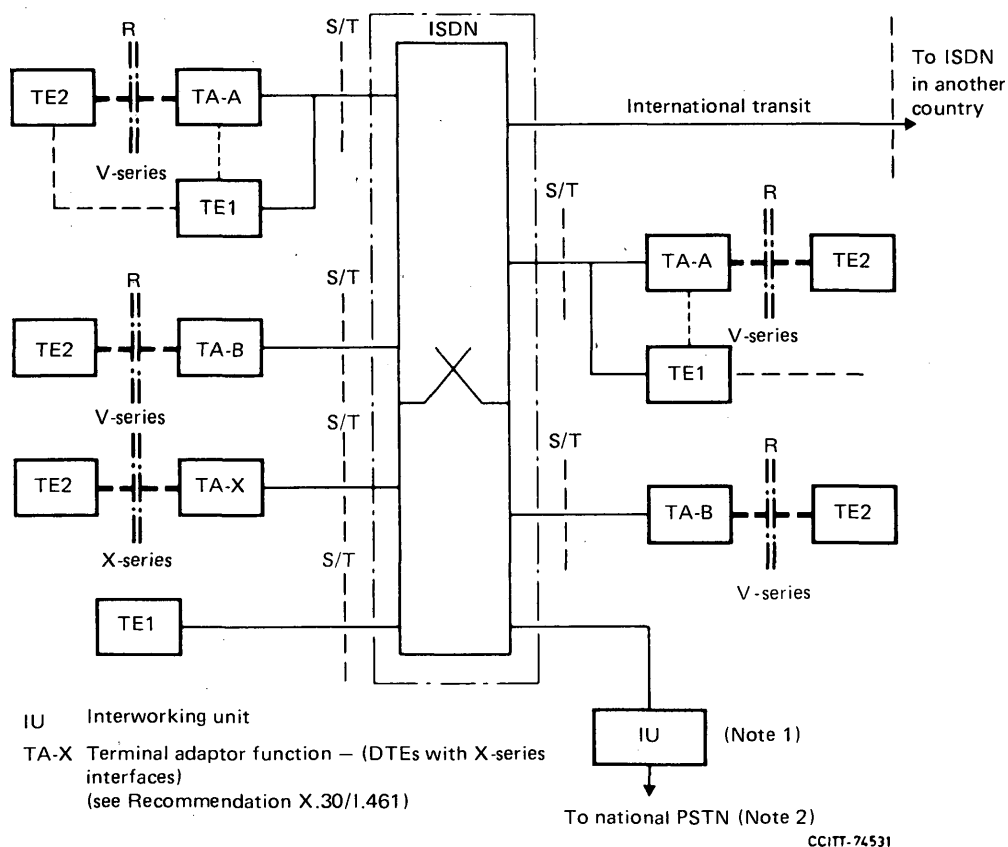 S/T
ISDN
R
To ISDN
in another
country
TE2
TA-A
International transit
V-series
TE1
S/T
R
TA-A
TE2
V-series
TE1
R
S/T
TE2
TA-B
V-series
S/T
TE2
TA-X
X-series
S/T
R
TA-B
TE2
V-series
S/T
TE1
IU Interworking unit
TA-X Terminal adaptor function — (DTEs with X-series
interfaces)
(see Recommendation X.30/I.461)
IU
(Note 1)
To national PSTN (Note 2)
CCITT-74531